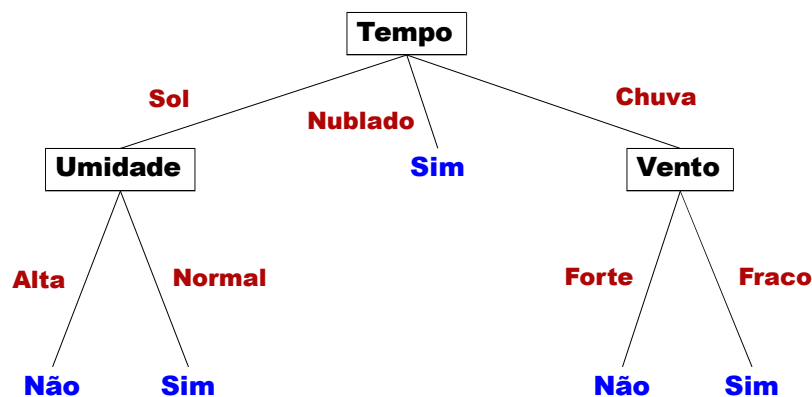 Tempo
Sol
Nublado
Chuva
Umidade
Sim
Vento
Alta
Normal
Forte
Fraco
Não
Sim
Não
Sim